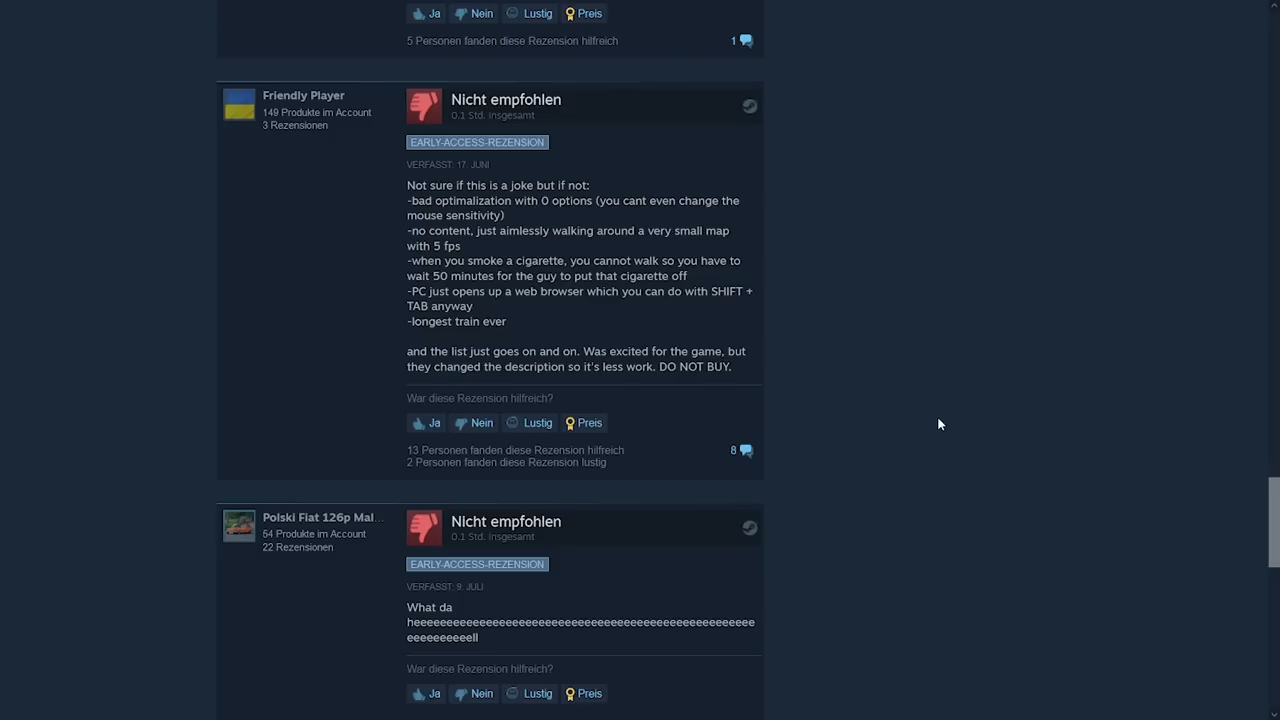 Ja Nein Lustig Preis
5 Personen fanden diese Rezension hilfreich 1
Friendly Player
149 Produkte im Account
3 Rezensionen
Nicht empfohlen
0.1 Std. insgesamt
EARLY-ACCESS-REZENSION
VERFASST: 17. JUNI
Not sure if this is a joke but if not:
-bad optimalization with 0 options (you cant even change the
mouse sensitivity)
-no content, just aimlessly walking around a very small map
with 5 fps
-when you smoke a cigarette, you cannot walk so you have to
wait 50 minutes for the guy to put that cigarette off
-PC just opens up a web browser which you can do with SHIFT +
TAB anyway
-longest train ever
and the list just goes on and on. Was excited for the game, but
they changed the description so it's less work. DO NOT BUY.
War diese Rezension hilfreich?
Ja Nein Lustig Preis
13 Personen fanden diese Rezension hilfreich 8
2 Personen fanden diese Rezension lustig
Polski Fiat 126p Mal...
54 Produkte im Account
22 Rezensionen
Nicht empfohlen
0.1 Std. insgesamt
EARLY-ACCESS-REZENSION
VERFASST: 9. JULI
What da
heeeeeeeeeeeeeeeeeeeeeeeeeeeeeeeeeeeeeeeeeeeeeeeeeee
eeeeeeeeeell
War diese Rezension hilfreich?
Ja Nein Lustig Preis